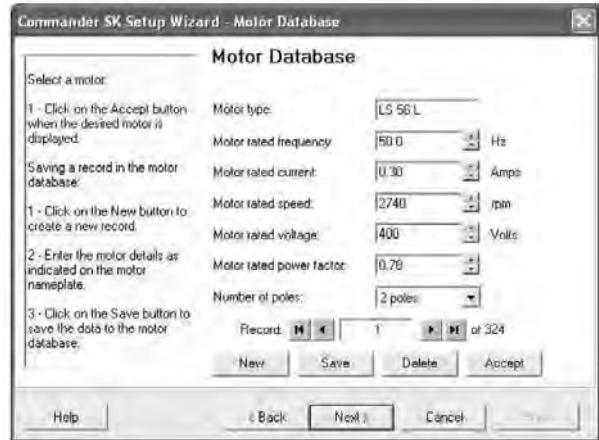 Commander SK Setup Wizard - Motor Database
Select a motor:
1 - Click on the Accept button
when the desired motor is
displayed.
Saving a record in the motor
database:
1 - Click on the New button to
create a new record.
2 - Enter the motor details as
indicated on the motor
nameplate.
3 - Click on the Save button to
save the data to the motor
database.
Motor Database
Motor type: LS 56 L
Motor rated frequency 50.0 Hz
Motor rated current: 0.30 Amps
Motor rated speed: 2740 rpm
Motor rated voltage: 400 Volts
Motor rated power factor: 0.78
Number of poles: 2 poles
Record: 1 of 324
New Save Delete Accept
Help < Back Next > Cancel